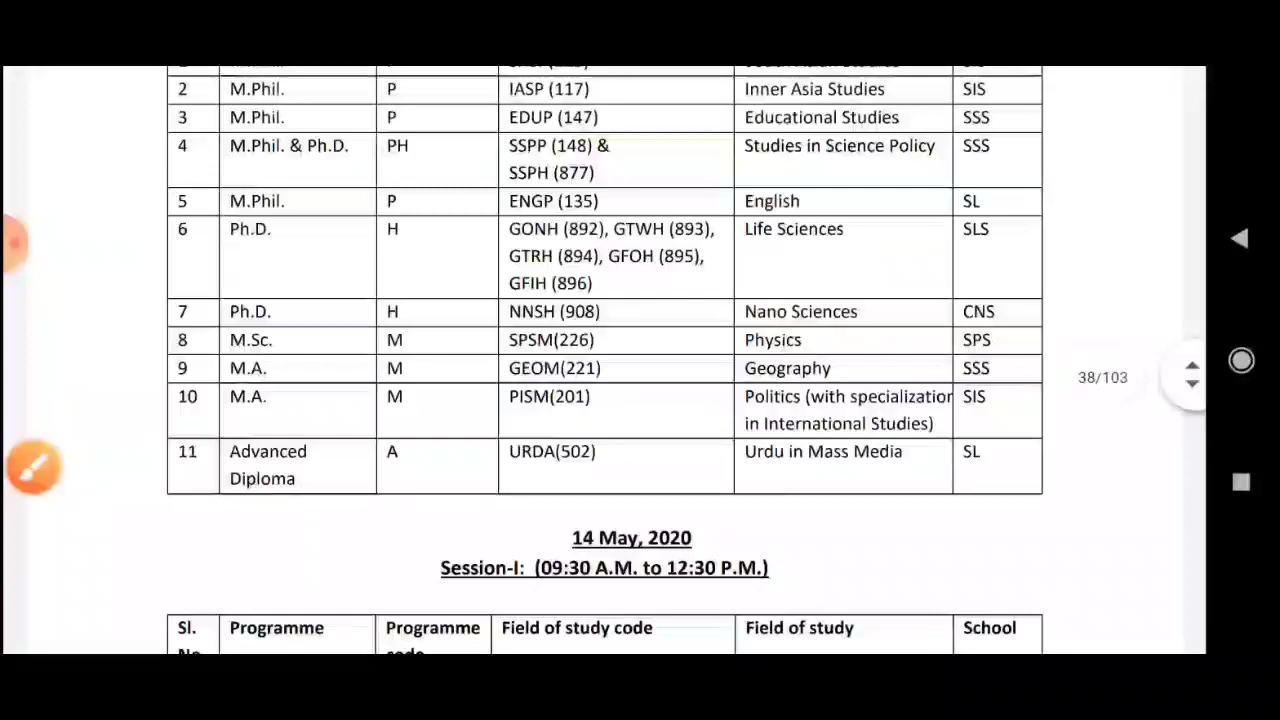 2 M.Phil. P IASP (117) Inner Asia Studies SIS
3 M.Phil. P EDUP (147) Educational Studies SSS
4 M.Phil. & Ph.D. PH SSPP (148) & Studies in Science Policy SSS
SSPH (877)
5 M.Phil. P ENGP (135) English SL
6 Ph.D. H GONH (892), GTWH (893), Life Sciences SLS
GTRH (894), GFOH (895),
GFIH (896)
7 Ph.D. H NNSH (908) Nano Sciences CNS
8 M.Sc. M SPSM(226) Physics SPS
9 M.A. M GEOM(221) Geography SSS
38/103
10 M.A. M PISM(201) Politics (with specialization SIS
in International Studies)
11 Advanced A URDA(502) Urdu in Mass Media SL
Diploma
14 May, 2020
Session-I: (09:30 A.M. to 12:30 P.M.)
Sl. Programme Programme Field of study code Field of study School